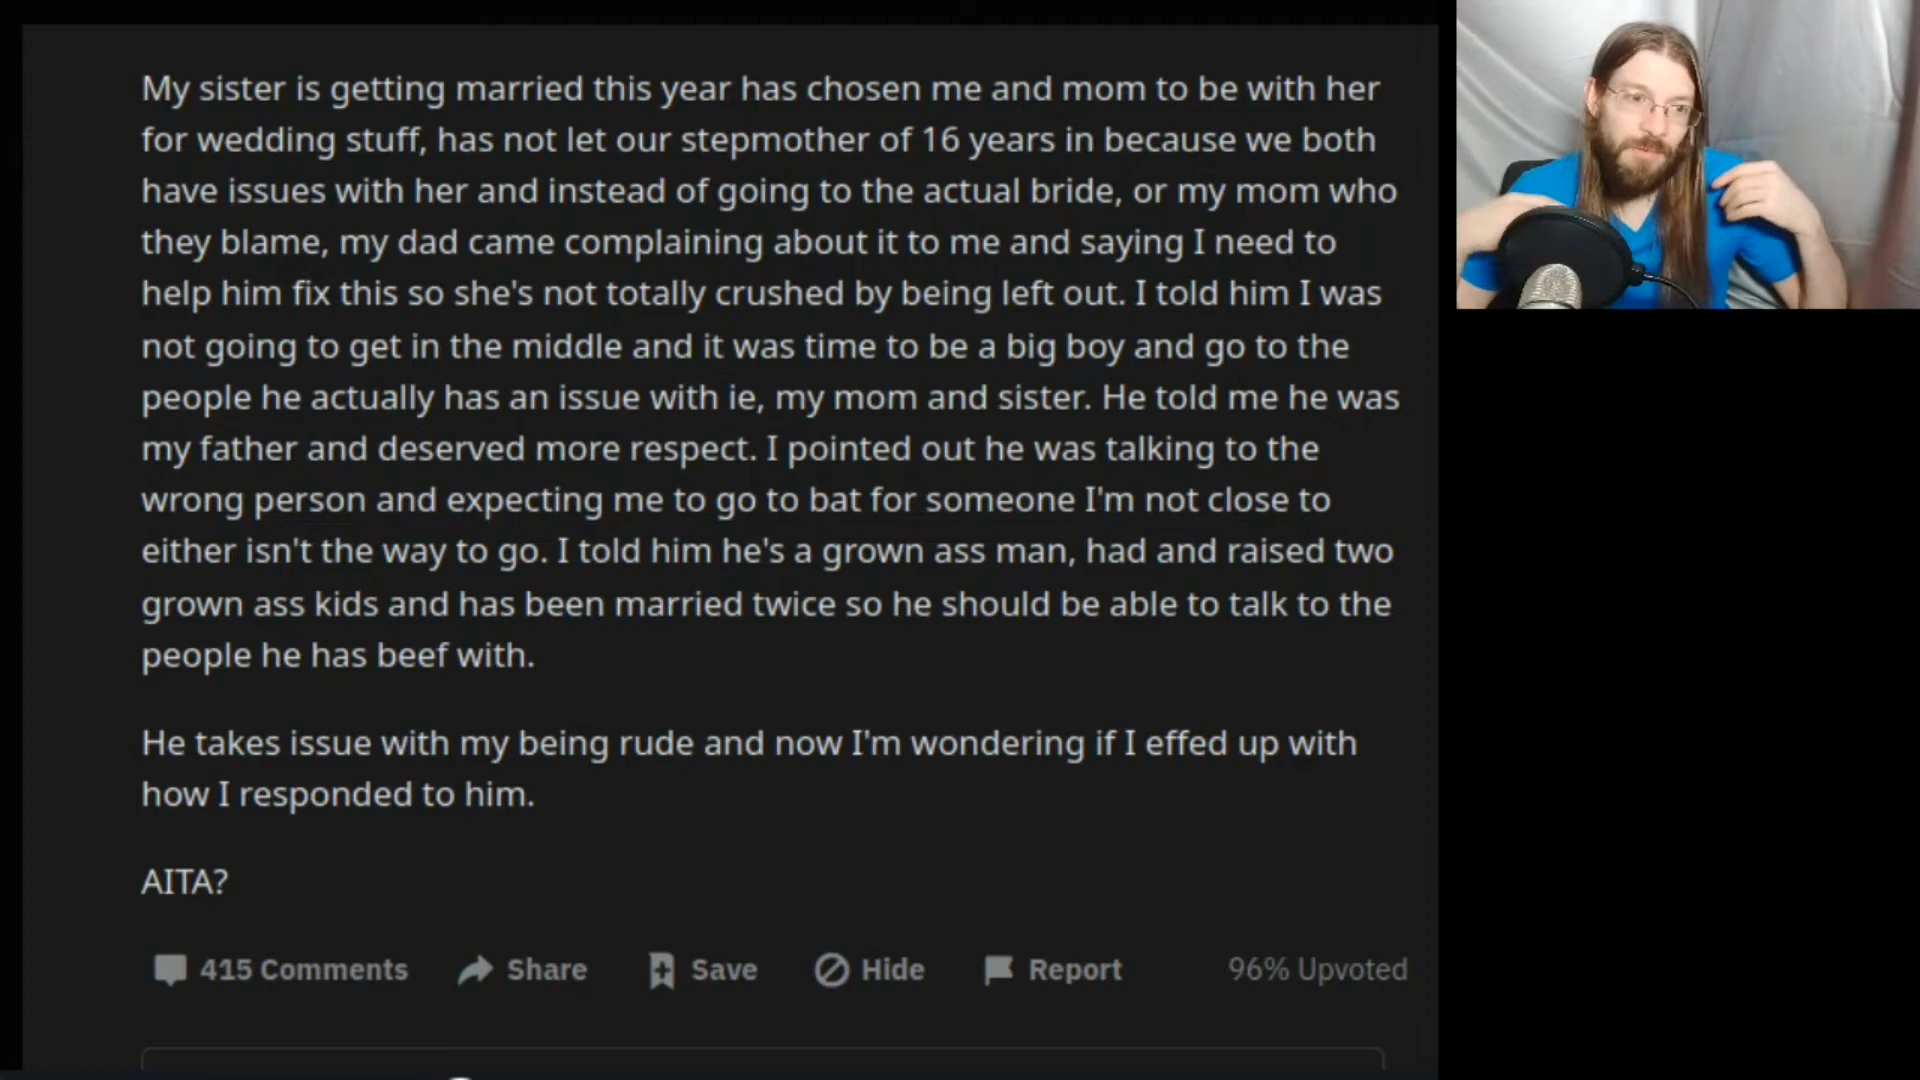 My sister is getting married this year has chosen me and mom to be with her
for wedding stuff, has not let our stepmother of 16 years in because we both
have issues with her and instead of going to the actual bride, or my mom who
they blame, my dad came complaining about it to me and saying I need to
help him fix this so she's not totally crushed by being left out. I told him I was
not going to get in the middle and it was time to be a big boy and go to the
people he actually has an issue with ie, my mom and sister. He told me he was
my father and deserved more respect. I pointed out he was talking to the
wrong person and expecting me to go to bat for someone I'm not close to
either isn't the way to go. I told him he's a grown ass man, had and raised two
grown ass kids and has been married twice so he should be able to talk to the
people he has beef with.
He takes issue with my being rude and now I'm wondering if I effed up with
how I responded to him.
AITA?
415 Comments Share Save Hide Report 96% Upvoted